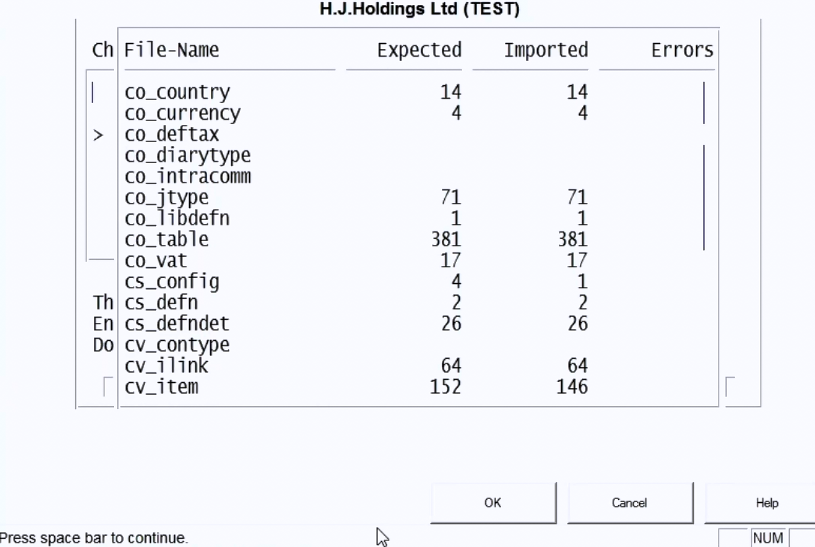 H.J.Holdings Ltd (TEST)
Ch File-Name Expected Imported Errors
co_country 14 14
co_currency 4 4
> co_deftax
co_diarytype
co_intracomm
co_jtype 71 71
co_libdefn 1 1
co_table 381 381
co_vat 17 17
cs_config 4 1
Th cs_defn 2 2
En cs_defndet 26 26
Do cv_contype
cv_ilink 64 64
cv_item 152 146
OK Cancel Help
Press space bar to continue.
NUM